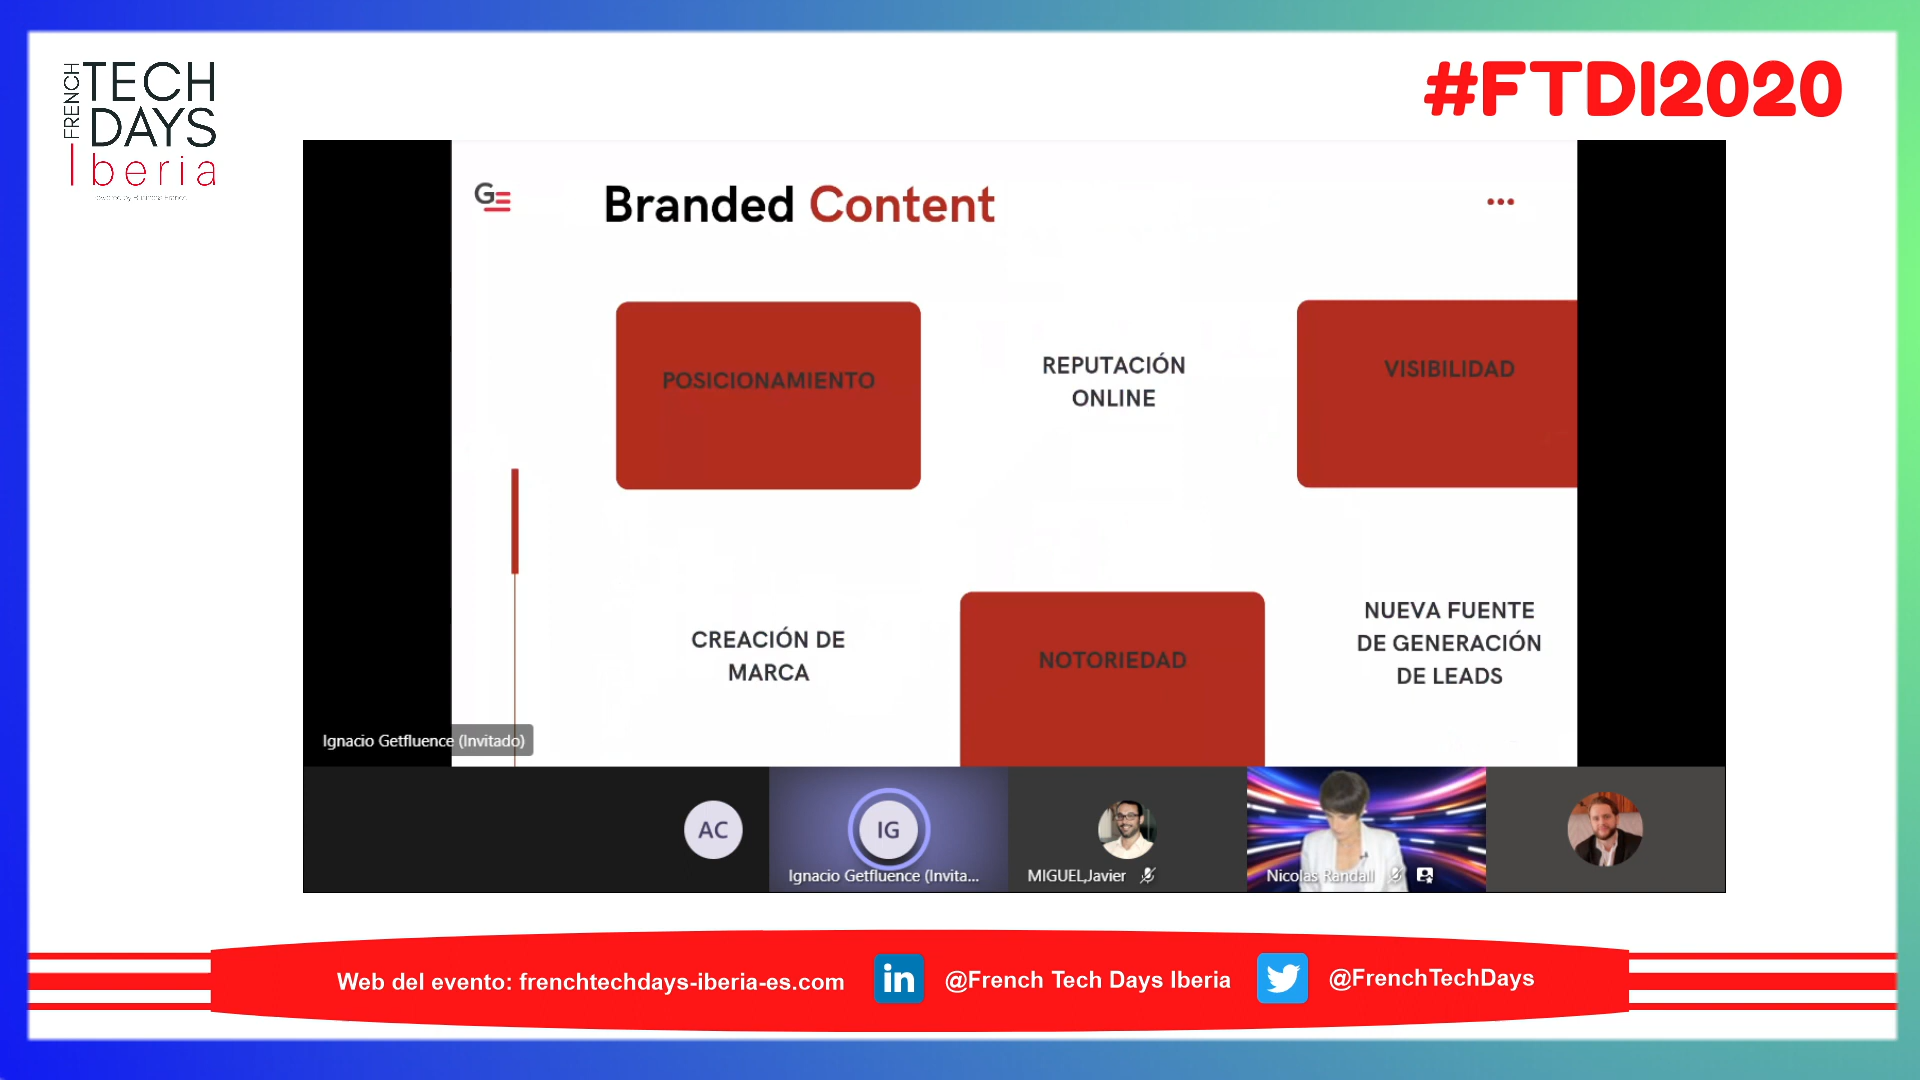 FRENCH
TECH
DAYS
Iberia
#FTDI2020
GE
Branded Content
POSICIONAMIENTO
REPUTACIÓN
ONLINE
VISIBILIDAD
CREACIÓN DE
MARCA
NOTORIEDAD
NUEVA FUENTE
DE GENERACIÓN
DE LEADS
Ignacio Getfluence (Invitado)
AC
IG
Ignacio Getfluence (Invita...
MIGUEL,Javier
Nicolas Randall
Web del evento: frenchtechdays-iberia-es.com
in
@French Tech Days Iberia
@FrenchTechDays